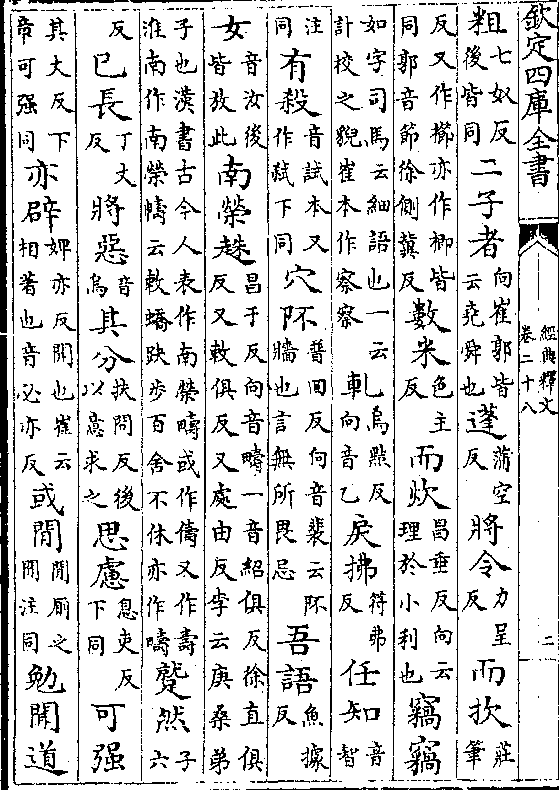 欽定四庫全書
經典釋文
卷二十八
二
粗七奴反後皆同二子者向崔郭皆云堯舜也蓬蒲空反將令力呈反而扻莊筆
反又作櫛亦作楖皆同郭音節徐側冀反數米色主反而炊昌垂反向云理於小利也竊竊
如字司馬云細語也一云計校之貌崔本作察察軋烏黠反向音乙戾拂符弗反任知音智
注同有殺音試本又作弑下同穴阫普回反向音裴云阫牆也言無所畏忌吾語魚據反
女音汝後皆放此南榮趎昌于反向音疇一音紹俱反徐直俱反又敕俱反又處由反李云庚桑弟
子也漢書古今人表作南榮疇或作儔又作壽淮南作南榮幬云敕蹻趹步百舍不休亦作疇蹵然子六
反已長丁丈反將惡音烏其分扶問反後以意求之思慮息吏反下同可强
其丈反下章可强同亦辟婢亦反開也崔云相著也音必亦反或閒閒厠之閒注同勉聞道